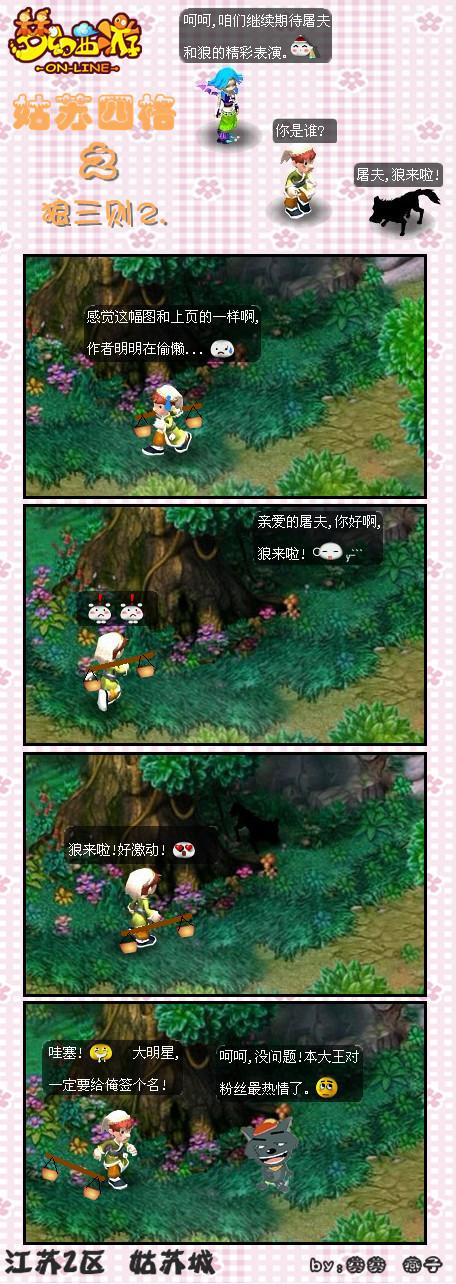 梦幻西游
ON-LINE
姑苏四格
之
狼三则2.
呵呵,咱们继续期待屠夫
和狼的精彩表演。
你是谁?
屠夫,狼来啦!
感觉这幅图和上页的一样啊,
作者明明在偷懒...
亲爱的屠夫,你好啊,
狼来啦!
狼来啦!好激动!
哇塞! 大明星,
一定要给俺签个名!
呵呵,没问题!本大王对
粉丝最热情了。
江苏2区 姑苏城
by: 燕子